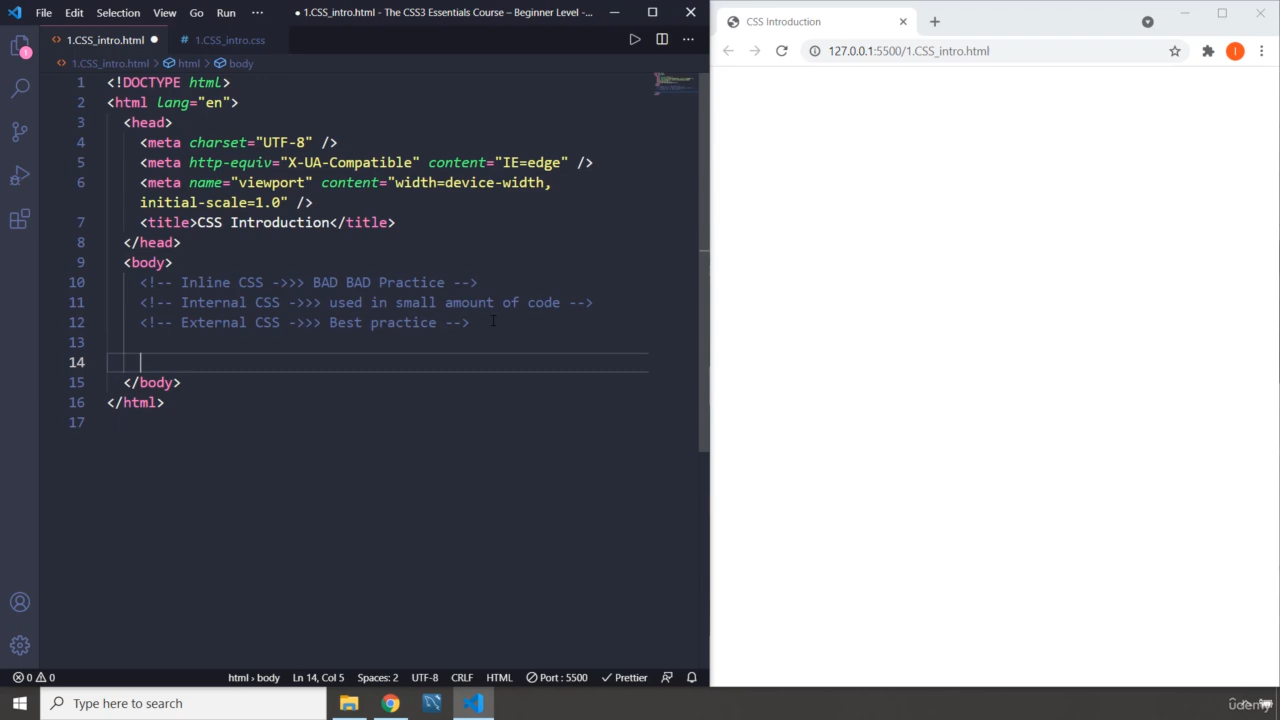 File Edit Selection View Go Run ··· ● 1.CSS_intro.html - The CSS3 Essentials Course – Beginner Level -...
1.CSS_intro.html ● # 1.CSS_intro.css
1.CSS_intro.html > html > body
1 <!DOCTYPE html>
2 <html lang="en">
3 <head>
4 <meta charset="UTF-8" />
5 <meta http-equiv="X-UA-Compatible" content="IE=edge" />
6 <meta name="viewport" content="width=device-width,
initial-scale=1.0" />
7 <title>CSS Introduction</title>
8 </head>
9 <body>
10 <!-- Inline CSS ->>> BAD BAD Practice -->
11 <!-- Internal CSS ->>> used in small amount of code -->
12 <!-- External CSS ->>> Best practice -->
13
14
15 </body>
16 </html>
17
1
0 0 html › body Ln 14, Col 5 Spaces: 2 UTF-8 CRLF HTML Port : 5500 Prettier
CSS Introduction
127.0.0.1:5500/1.CSS_intro.html
I
Type here to search
udemy